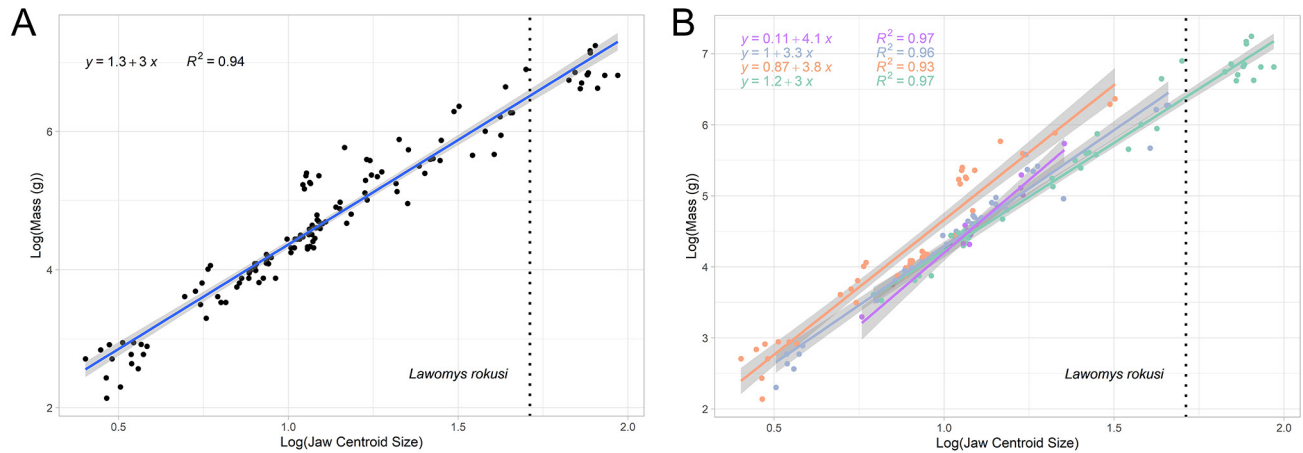 A
y = 1.3 + 3 x R² = 0.94
Log(Mass (g))
6
4
2
Lawomys rokusi
0.5 1.0 1.5 2.0
Log(Jaw Centroid Size)
B
y = 0.11 + 4.1 x R² = 0.97
y = 1 + 3.3 x R² = 0.96
y = 0.87 + 3.8 x R² = 0.93
y = 1.2 + 3 x R² = 0.97
Log(Mass (g))
7
6
5
4
3
2
Lawomys rokusi
0.5 1.0 1.5 2.0
Log(Jaw Centroid Size)